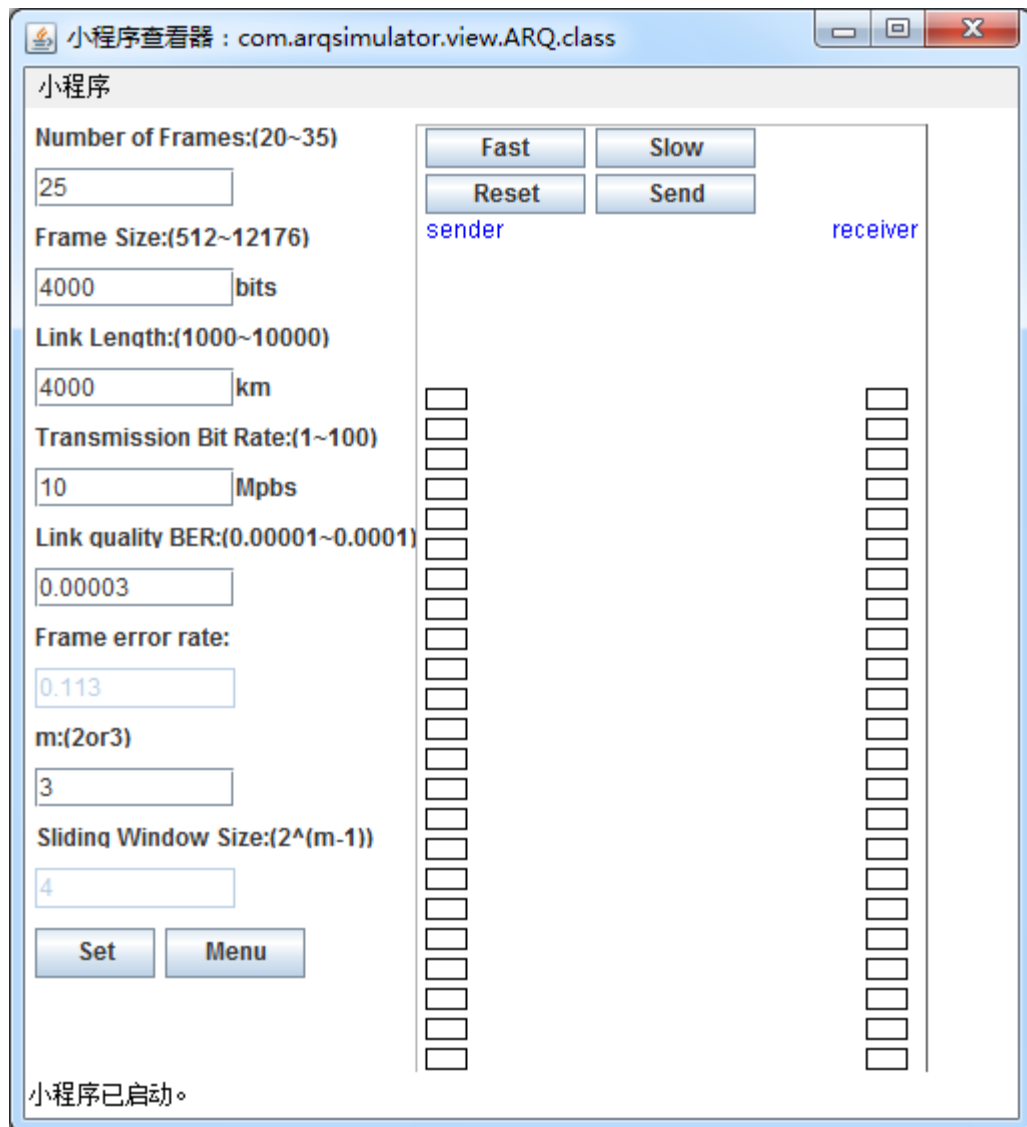 小程序查看器：com.arqsimulator.view.ARQ.class
小程序
Number of Frames:(20~35)
25
Frame Size:(512~12176)
4000 bits
Link Length:(1000~10000)
4000 km
Transmission Bit Rate:(1~100)
10 Mpbs
Link quality BER:(0.00001~0.0001)
0.00003
Frame error rate:
0.113
m:(2or3)
3
Sliding Window Size:(2^(m-1))
4
Set Menu
Fast Slow
Reset Send
sender receiver
小程序已启动。